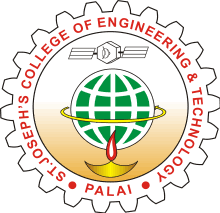 ST.JOSEPH'S COLLEGE OF ENGINEERING & TECHNOLOGY
• PALAI •